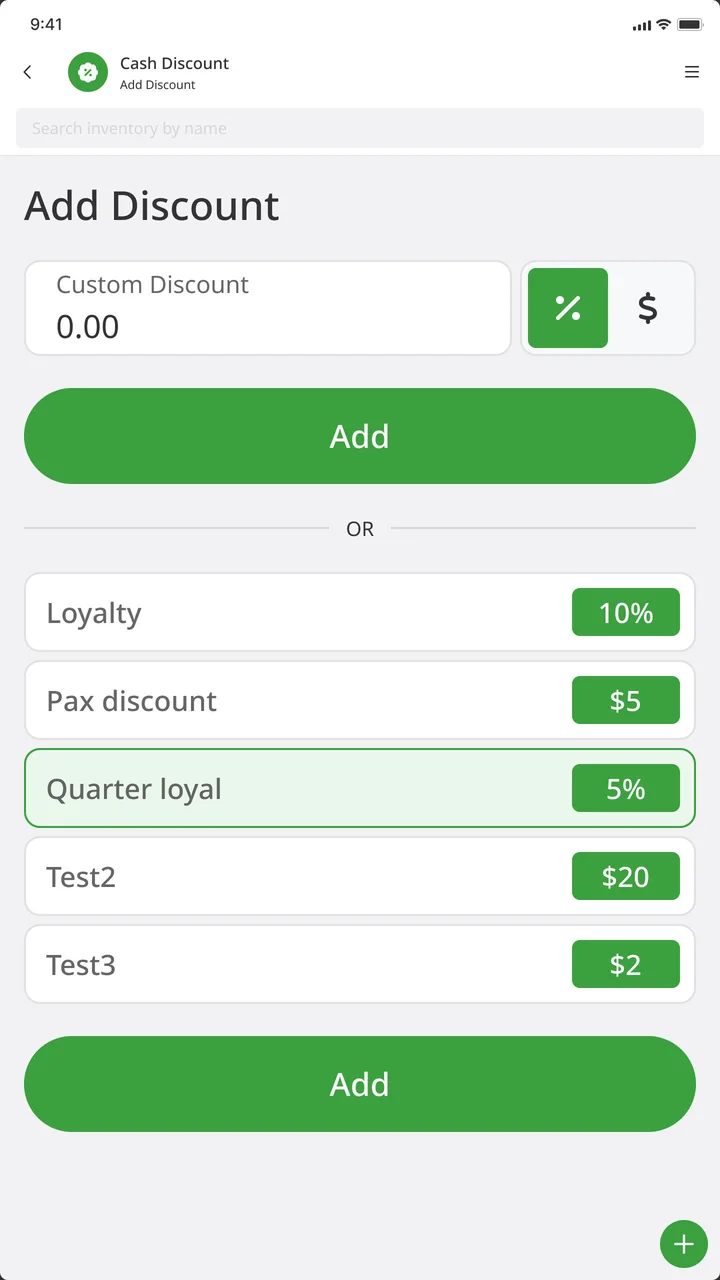 9:41
Cash Discount
Add Discount
Search inventory by name
Add Discount
Custom Discount
0.00
% $
Add
OR
Loyalty 10%
Pax discount $5
Quarter loyal 5%
Test2 $20
Test3 $2
Add